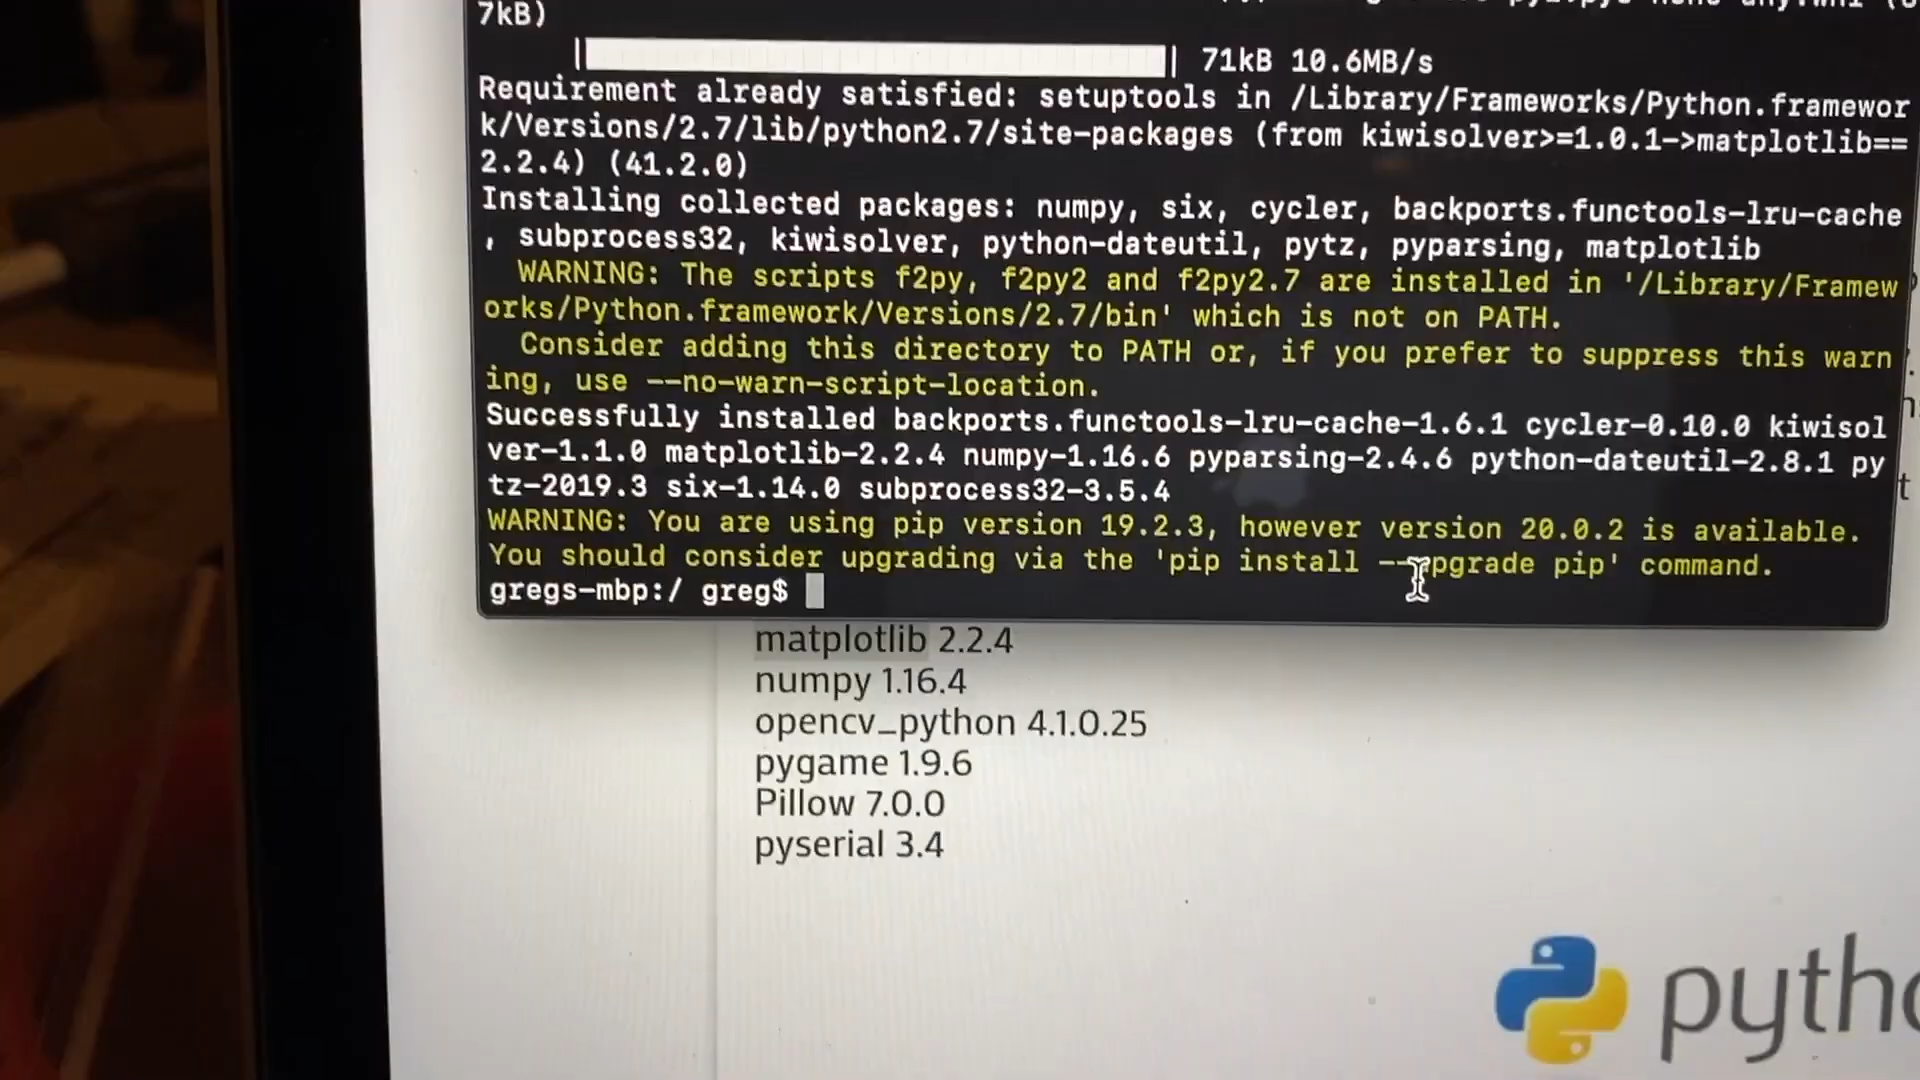 7kB)
71kB 10.6MB/s
Requirement already satisfied: setuptools in /Library/Frameworks/Python.framewor
k/Versions/2.7/lib/python2.7/site-packages (from kiwisolver>=1.0.1->matplotlib==
2.2.4) (41.2.0)
Installing collected packages: numpy, six, cycler, backports.functools-lru-cache
, subprocess32, kiwisolver, python-dateutil, pytz, pyparsing, matplotlib
WARNING: The scripts f2py, f2py2 and f2py2.7 are installed in '/Library/Framew
orks/Python.framework/Versions/2.7/bin' which is not on PATH.
Consider adding this directory to PATH or, if you prefer to suppress this warn
ing, use --no-warn-script-location.
Successfully installed backports.functools-lru-cache-1.6.1 cycler-0.10.0 kiwisol
ver-1.1.0 matplotlib-2.2.4 numpy-1.16.6 pyparsing-2.4.6 python-dateutil-2.8.1 py
tz-2019.3 six-1.14.0 subprocess32-3.5.4
WARNING: You are using pip version 19.2.3, however version 20.0.2 is available.
You should consider upgrading via the 'pip install --upgrade pip' command.
gregs-mbp:/ greg$
matplotlib 2.2.4
numpy 1.16.4
opencv_python 4.1.0.25
pygame 1.9.6
Pillow 7.0.0
pyserial 3.4
pytho